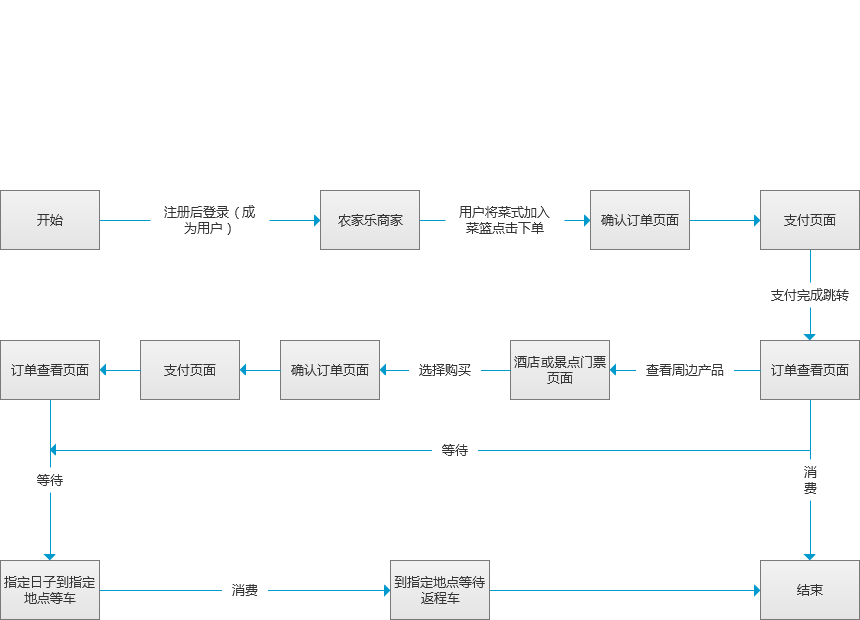 开始
注册后登录（成
为用户）
农家乐商家
用户将菜式加入
菜篮点击下单
确认订单页面
支付页面
支付完成跳转
订单查看页面
支付页面
确认订单页面
选择购买
酒店或景点门票
页面
查看周边产品
订单查看页面
等待
等待
消
费
指定日子到指定
地点等车
消费
到指定地点等待
返程车
结束